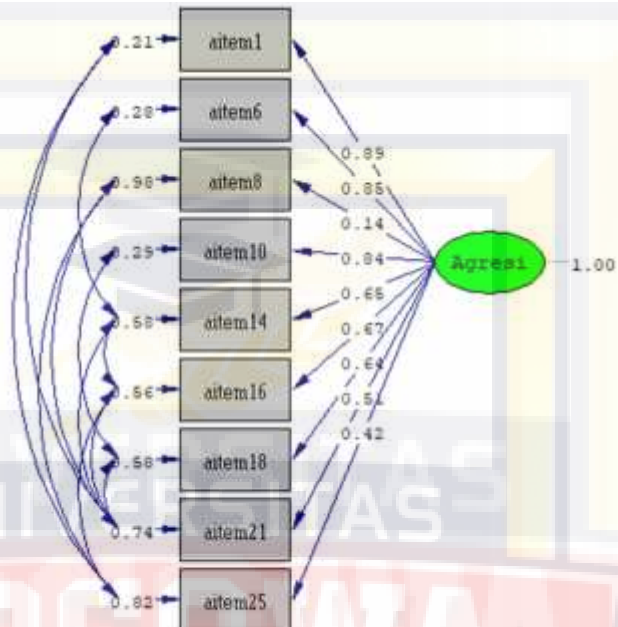 0.21 aitem1
0.28 aitem6
0.98 aitem8
0.29 aitem10
0.58 aitem14
0.56 aitem16
0.58 aitem18
0.74 aitem21
0.82 aitem25
0.89
0.85
0.14
0.84
0.65
0.67
0.64
0.51
0.42
Agresi 1.00
SITAS